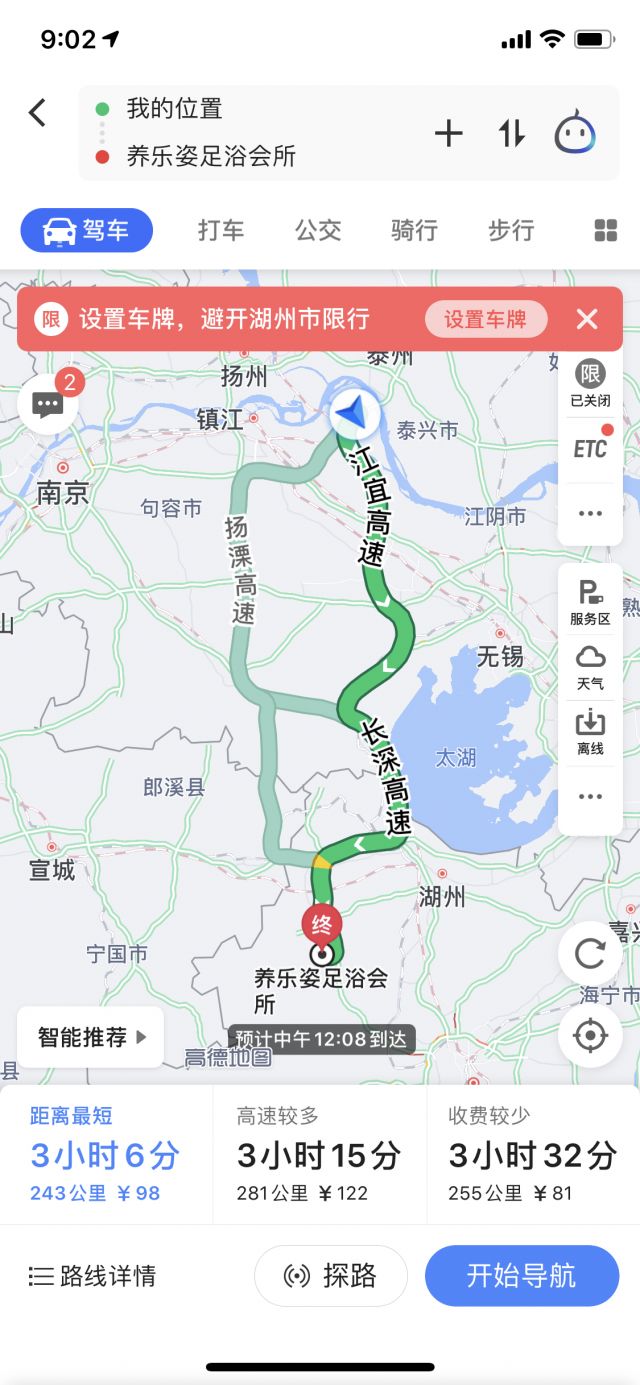 9:02
我的位置
养乐姿足浴会所
驾车
打车
公交
骑行
步行
限
设置车牌，避开湖州市限行
设置车牌
2
扬州
泰州
限
已关闭
镇江
泰兴市
ETC
南京
句容市
江宜高速
江阴市
扬溧高速
P
服务区
熟
山
无锡
天气
长深高速
太湖
离线
郎溪县
宣城
湖州
终
宁国市
嘉兴
养乐姿足浴会
所
海宁市
智能推荐
预计中午12:08到达
高德地图
县
距离最短
高速较多
收费较少
3小时6分
3小时15分
3小时32分
243公里 ¥98
281公里 ¥122
255公里 ¥81
路线详情
探路
开始导航